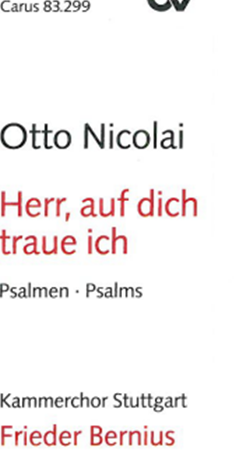 Carus 83.299
Otto Nicolai
Herr, auf dich
traue ich
Psalmen · Psalms
Kammerchor Stuttgart
Frieder Bernius